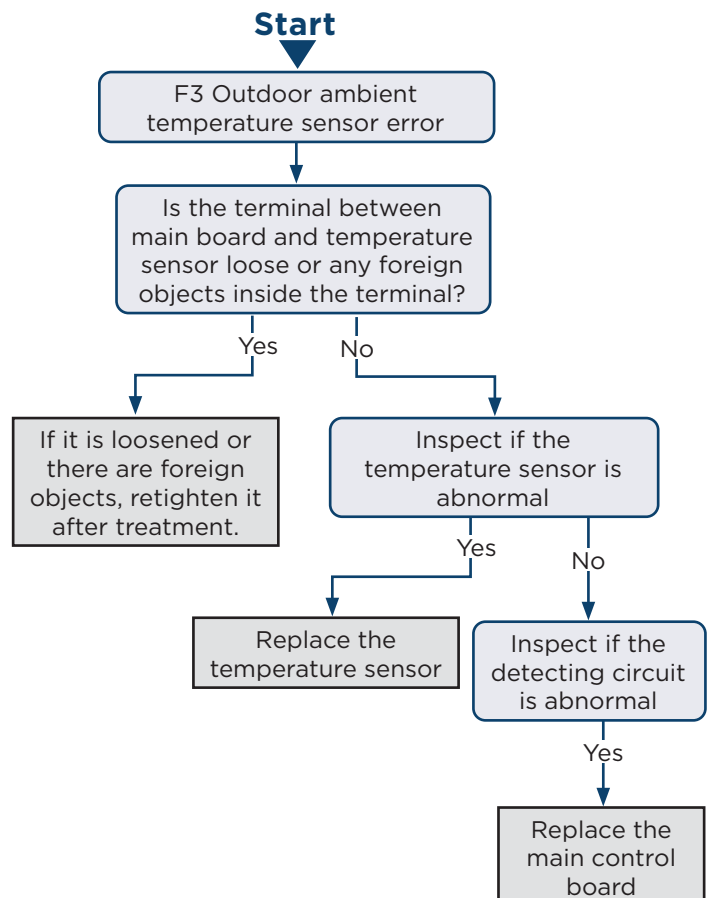 Start
F3 Outdoor ambient
temperature sensor error
Is the terminal between
main board and temperature
sensor loose or any foreign
objects inside the terminal?
Yes
No
If it is loosened or
there are foreign
objects, retighten it
after treatment.
Inspect if the
temperature sensor is
abnormal
Yes
No
Replace the
temperature sensor
Inspect if the
detecting circuit
is abnormal
Yes
Replace the
main control
board